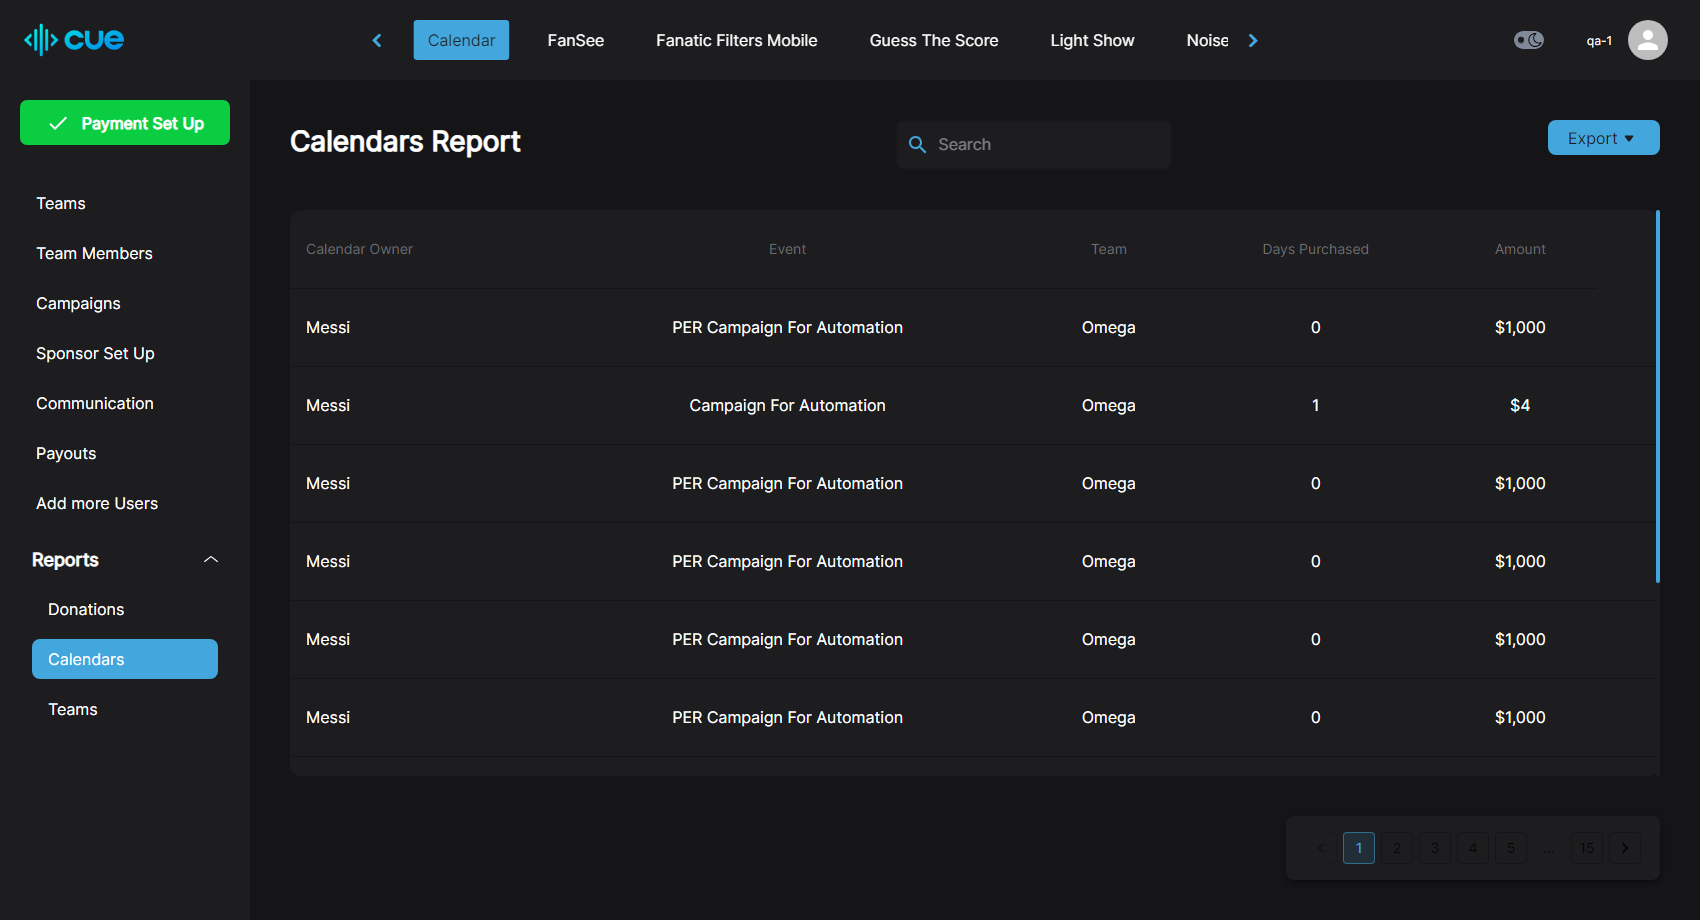 cue
Calendar FanSee Fanatic Filters Mobile Guess The Score Light Show Noise
qa-1
Payment Set Up
Teams
Team Members
Campaigns
Sponsor Set Up
Communication
Payouts
Add more Users
Reports
Donations
Calendars
Teams
Calendars Report
Search
Export
Calendar Owner Event Team Days Purchased Amount
Messi PER Campaign For Automation Omega 0 $1,000
Messi Campaign For Automation Omega 1 $4
Messi PER Campaign For Automation Omega 0 $1,000
Messi PER Campaign For Automation Omega 0 $1,000
Messi PER Campaign For Automation Omega 0 $1,000
Messi PER Campaign For Automation Omega 0 $1,000
1 2 3 4 5 ... 15